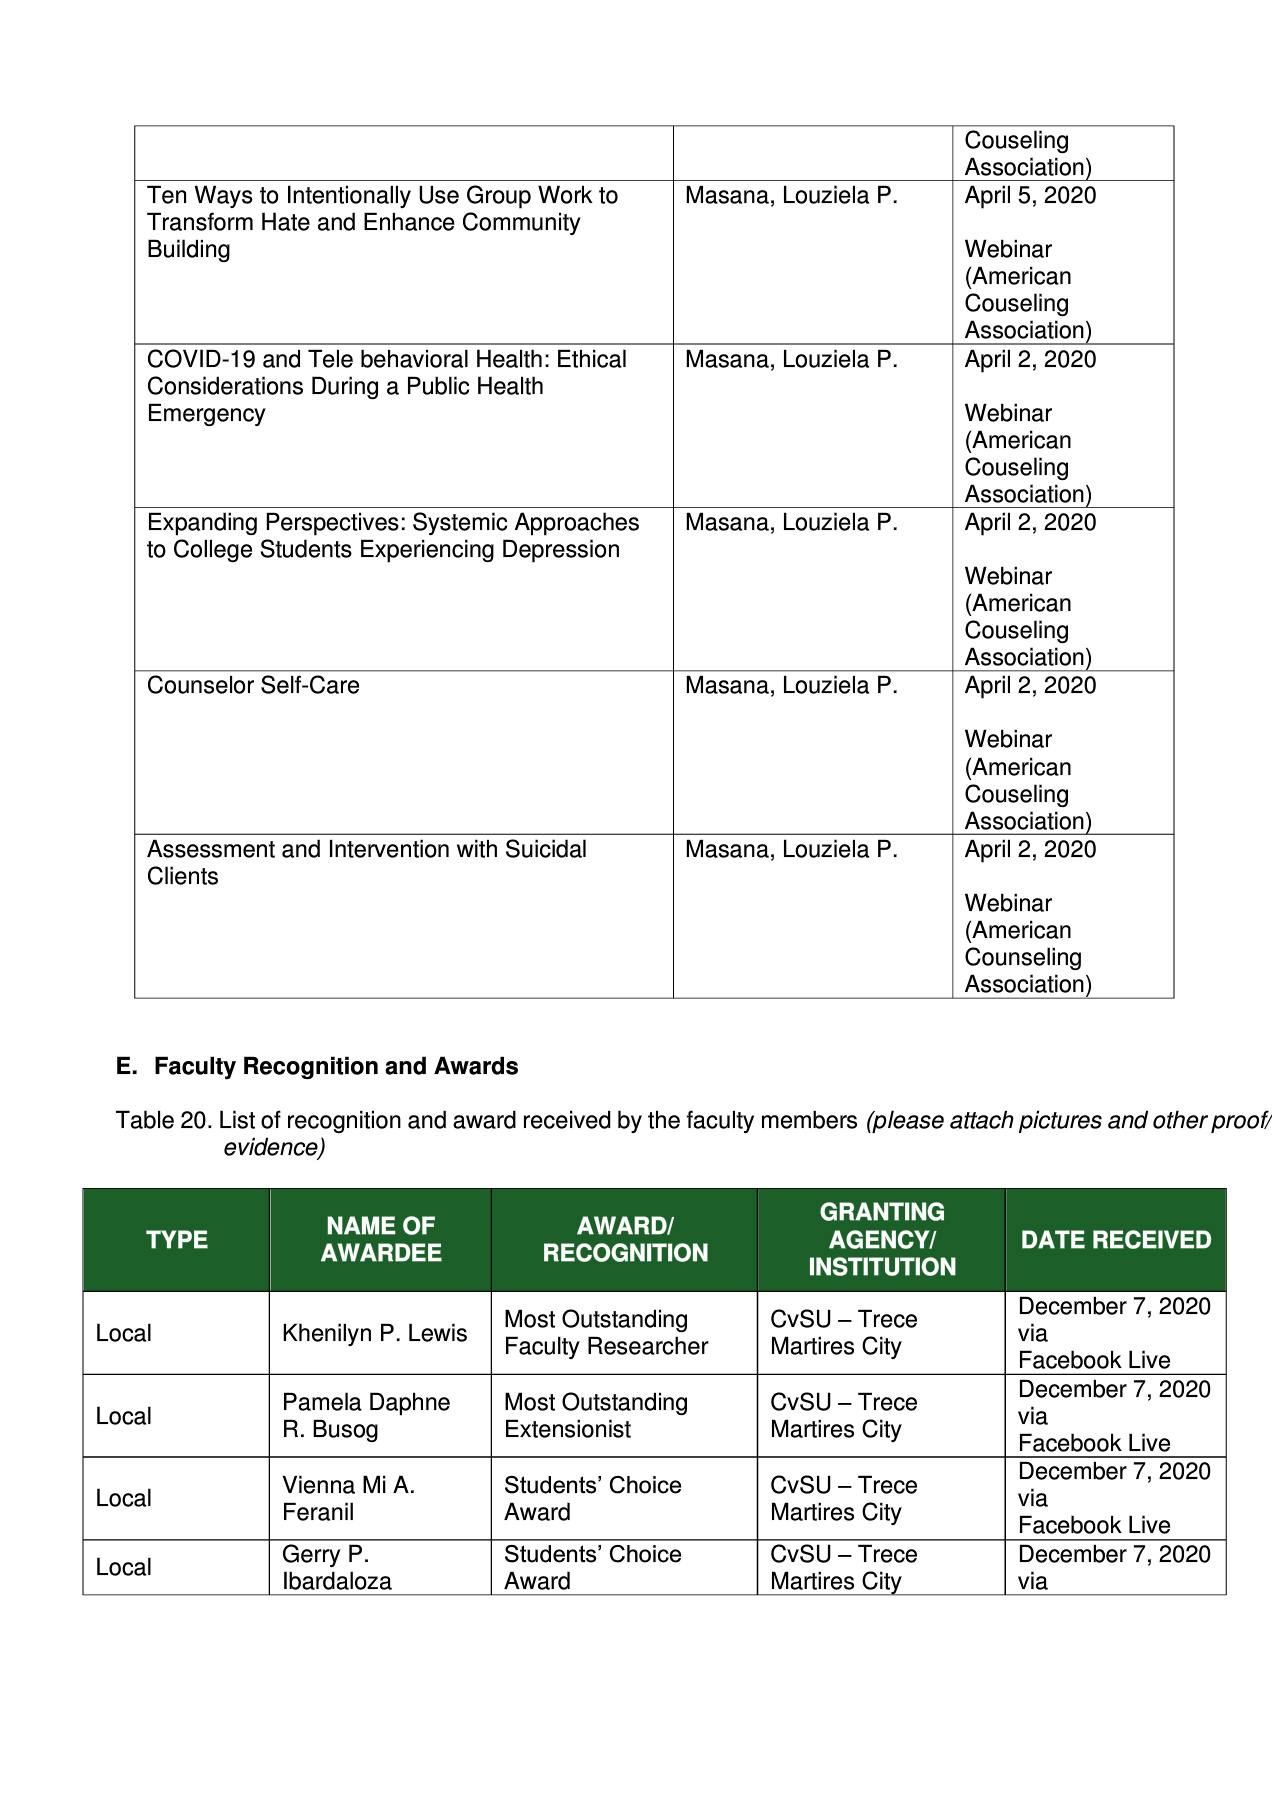 Couseling
Association)
Ten Ways to Intentionally Use Group Work to
Transform Hate and Enhance Community
Building
Masana, Louziela P.
April 5, 2020
Webinar
(American
Couseling
Association)
COVID-19 and Tele behavioral Health: Ethical
Considerations During a Public Health
Emergency
Masana, Louziela P.
April 2, 2020
Webinar
(American
Couseling
Association)
Expanding Perspectives: Systemic Approaches
to College Students Experiencing Depression
Masana, Louziela P.
April 2, 2020
Webinar
(American
Couseling
Association)
Counselor Self-Care
Masana, Louziela P.
April 2, 2020
Webinar
(American
Couseling
Association)
Assessment and Intervention with Suicidal
Clients
Masana, Louziela P.
April 2, 2020
Webinar
(American
Counseling
Association)
E. Faculty Recognition and Awards
Table 20. List of recognition and award received by the faculty members (please attach pictures and other proof/
evidence)
TYPE
NAME OF
AWARDEE
AWARD/
RECOGNITION
GRANTING
AGENCY/
INSTITUTION
DATE RECEIVED
Local
Khenilyn P. Lewis
Most Outstanding
Faculty Researcher
CvSU – Trece
Martires City
December 7, 2020
via
Facebook Live
Local
Pamela Daphne
R. Busog
Most Outstanding
Extensionist
CvSU – Trece
Martires City
December 7, 2020
via
Facebook Live
Local
Vienna Mi A.
Feranil
Students’ Choice
Award
CvSU – Trece
Martires City
December 7, 2020
via
Facebook Live
Local
Gerry P.
Ibardaloza
Students’ Choice
Award
CvSU – Trece
Martires City
December 7, 2020
via